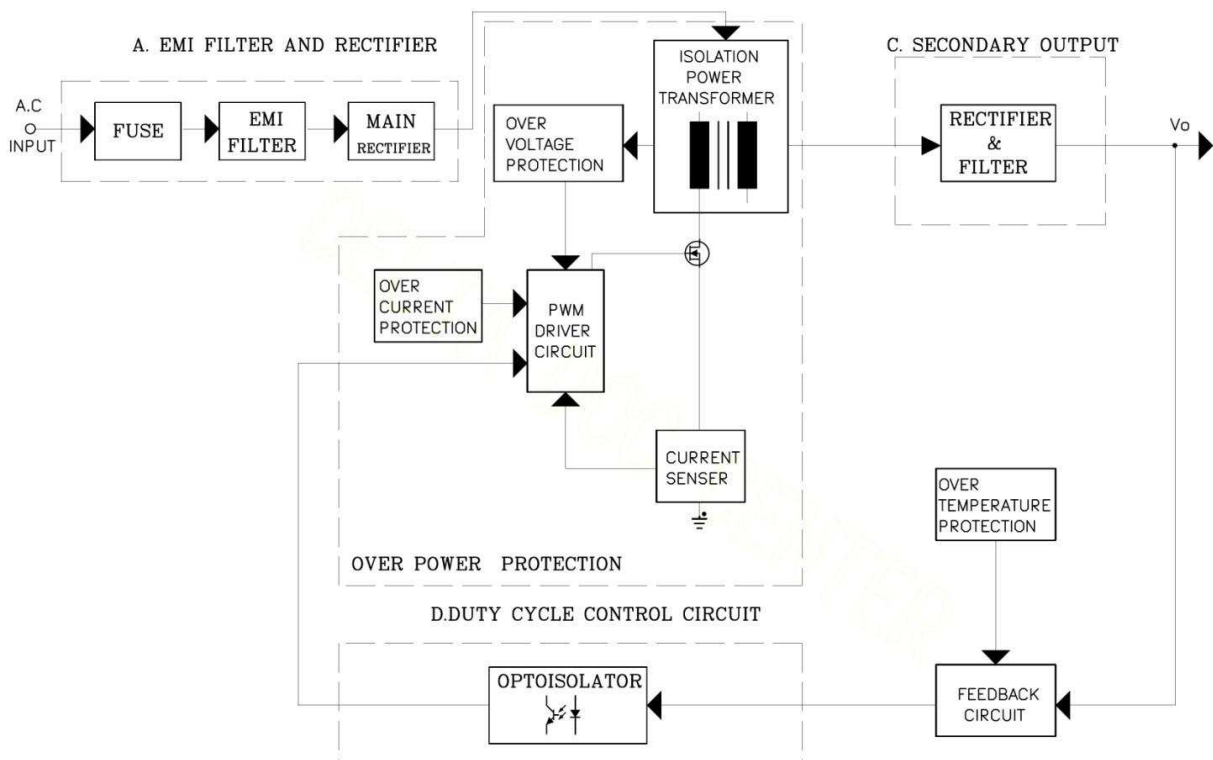 A. EMI FILTER AND RECTIFIER
A.C
INPUT
FUSE
EMI
FILTER
MAIN
RECTIFIER
OVER
VOLTAGE
PROTECTION
ISOLATION
POWER
TRANSFORMER
C. SECONDARY OUTPUT
RECTIFIER
&
FILTER
Vo
OVER
CURRENT
PROTECTION
PWM
DRIVER
CIRCUIT
CURRENT
SENSER
OVER
TEMPERATURE
PROTECTION
OVER POWER PROTECTION
D.DUTY CYCLE CONTROL CIRCUIT
OPTOISOLATOR
FEEDBACK
CIRCUIT